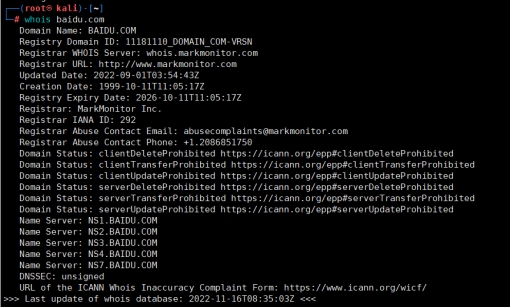 ┌──(root㉿kali)-[~]
└─# whois baidu.com
Domain Name: BAIDU.COM
Registry Domain ID: 11181110_DOMAIN_COM-VRSN
Registrar WHOIS Server: whois.markmonitor.com
Registrar URL: http://www.markmonitor.com
Updated Date: 2022-09-01T03:54:43Z
Creation Date: 1999-10-11T11:05:17Z
Registry Expiry Date: 2026-10-11T11:05:17Z
Registrar: MarkMonitor Inc.
Registrar IANA ID: 292
Registrar Abuse Contact Email: abusecomplaints@markmonitor.com
Registrar Abuse Contact Phone: +1.2086851750
Domain Status: clientDeleteProhibited https://icann.org/epp#clientDeleteProhibited
Domain Status: clientTransferProhibited https://icann.org/epp#clientTransferProhibited
Domain Status: clientUpdateProhibited https://icann.org/epp#clientUpdateProhibited
Domain Status: serverDeleteProhibited https://icann.org/epp#serverDeleteProhibited
Domain Status: serverTransferProhibited https://icann.org/epp#serverTransferProhibited
Domain Status: serverUpdateProhibited https://icann.org/epp#serverUpdateProhibited
Name Server: NS1.BAIDU.COM
Name Server: NS2.BAIDU.COM
Name Server: NS3.BAIDU.COM
Name Server: NS4.BAIDU.COM
Name Server: NS7.BAIDU.COM
DNSSEC: unsigned
URL of the ICANN Whois Inaccuracy Complaint Form: https://www.icann.org/wicf/
>>> Last update of whois database: 2022-11-16T08:35:03Z <<<